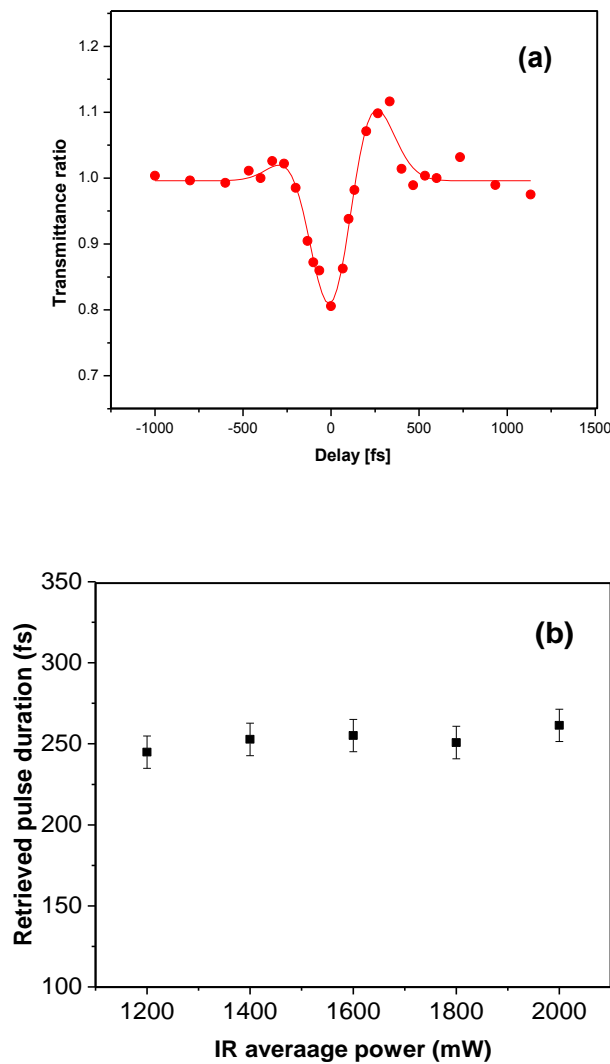 (a)
1.2
1.1
1.0
0.9
0.8
0.7
Transmittance ratio
-1000 -500 0 500 1000 1500
Delay [fs]
(b)
350
300
250
200
150
100
Retrieved pulse duration (fs)
1200 1400 1600 1800 2000
IR averaage power (mW)